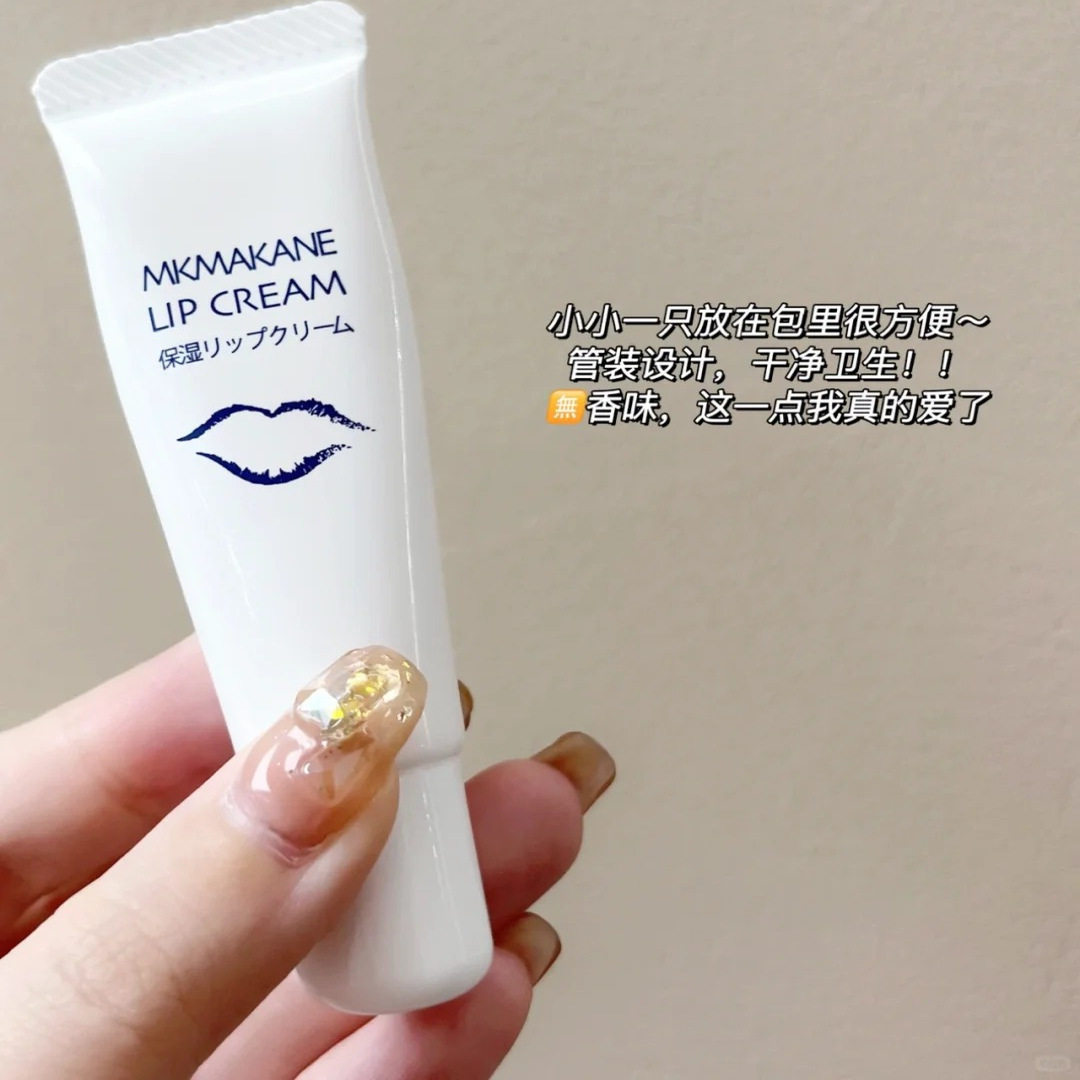 MKMAKANE
LIP CREAM
保湿リップクリーム
小小一只放在包里很方便～
管装设计，干净卫生！！
🈚香味，这一点我真的爱了